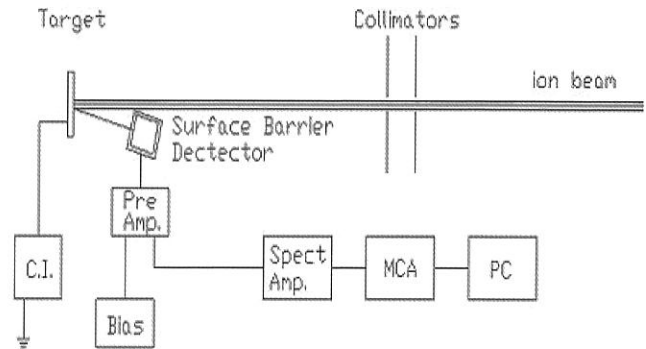 Target
Collimators
ion beam
Surface Barrier
Dectector
Pre
Amp.
C.I.
Spect
Amp.
MCA
PC
Bias